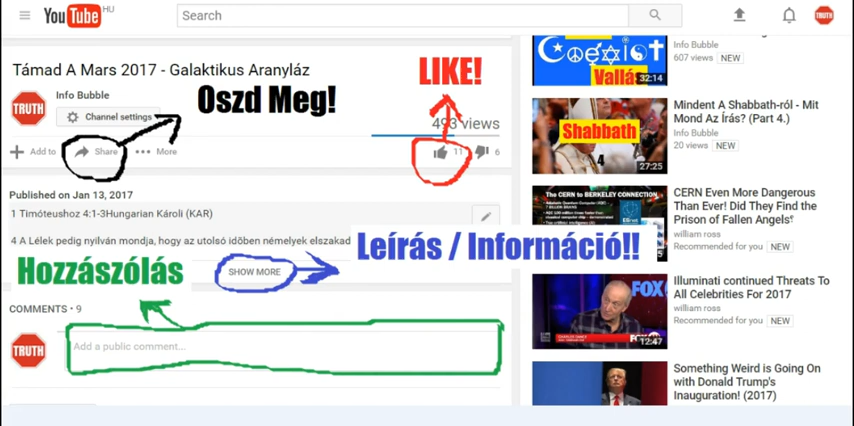 YouTube HU
Search
TRUTH
Támad A Mars 2017 - Galaktikus Aranyláz
LIKE!
TRUTH
Info Bubble
Channel settings
Oszd Meg!
493 views
Add to
Share
More
11
6
Published on Jan 13, 2017
1 Timóteushoz 4:1-3Hungarian Károli (KAR)
4 A Lélek pedig nyilván mondja, hogy az utolsó időben némelyek elszakad
Leírás / Információ!!
Hozzászólás
SHOW MORE
COMMENTS • 9
TRUTH
Add a public comment...
Vallás
32:14
Info Bubble
607 views NEW
Shabbath
4
27:25
Mindent A Shabbath-ról - Mit
Mond Az Írás? (Part 4.)
Info Bubble
20 views NEW
The CERN to BERKELEY CONNECTION
ESnet
CERN Even More Dangerous
Than Ever! Did They Find the
Prison of Fallen Angels"
william ross
Recommended for you NEW
FOX
12:47
Illuminati continued Threats To
All Celebrities For 2017
william ross
Recommended for you NEW
Something Weird is Going On
with Donald Trump's
Inauguration! (2017)